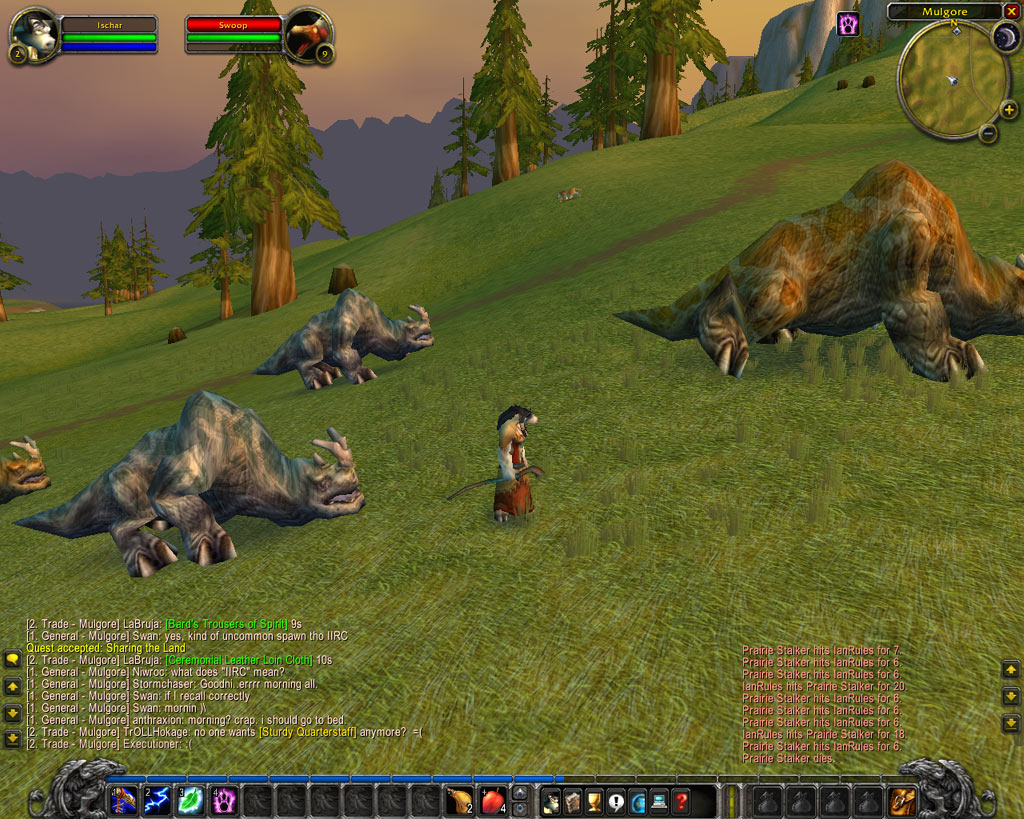 Ischar
2
Swoop
9
Mulgore
N
[2. Trade - Mulgore] LaBruja: [Bard's Trousers of Spirit] 9s
[1. General - Mulgore] Swan: yes, kind of uncommon spawn tho IIRC
Quest accepted: Sharing the Land
[2. Trade - Mulgore] LaBruja: [Ceremonial Leather Loin Cloth] 10s
[1. General - Mulgore] Niwroc: what does "IIRC" mean?
[1. General - Mulgore] Stormchaser: Goodni..errrr morning all.
[1. General - Mulgore] Swan: if I recall correctly
[1. General - Mulgore] Swan: mornin \\
[1. General - Mulgore] anthraxion: morning? crap. i should go to bed.
[2. Trade - Mulgore] TrOLLHokage: no one wants [Sturdy Quarterstaff] anymore? =(
[2. Trade - Mulgore] Executioner: :(
Prairie Stalker hits IanRules for 7.
Prairie Stalker hits IanRules for 6.
Prairie Stalker hits IanRules for 6.
IanRules hits Prairie Stalker for 20.
Prairie Stalker hits IanRules for 6.
Prairie Stalker hits IanRules for 6.
Prairie Stalker hits IanRules for 6.
IanRules hits Prairie Stalker for 18.
Prairie Stalker hits IanRules for 6.
Prairie Stalker dies.
1 2 3 4 2 4